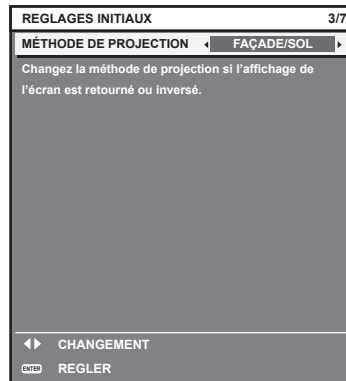 REGLAGES INITIAUX 3/7
MÉTHODE DE PROJECTION FAÇADE/SOL
Changez la méthode de projection si l'affichage de
l'écran est retourné ou inversé.
CHANGEMENT
ENTER REGLER